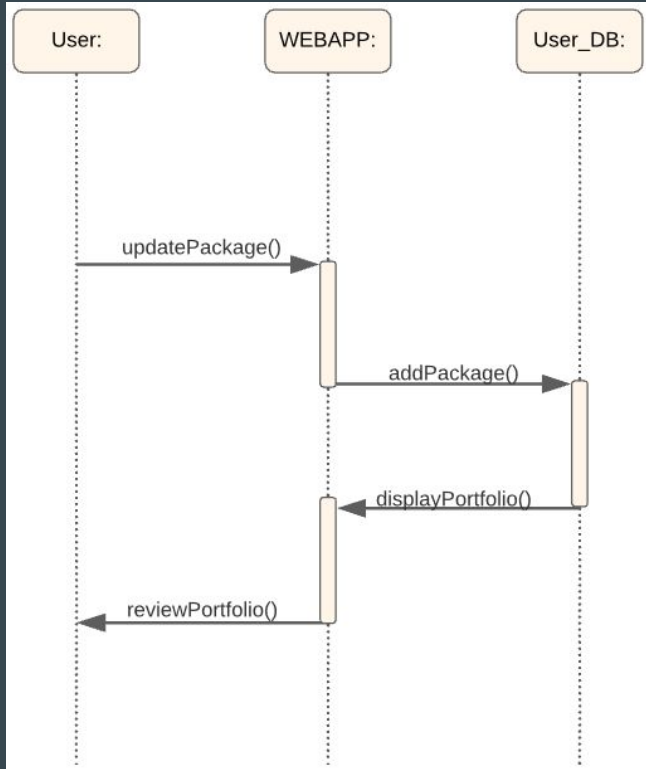 User:
WEBAPP:
User_DB:
updatePackage()
addPackage()
displayPortfolio()
reviewPortfolio()